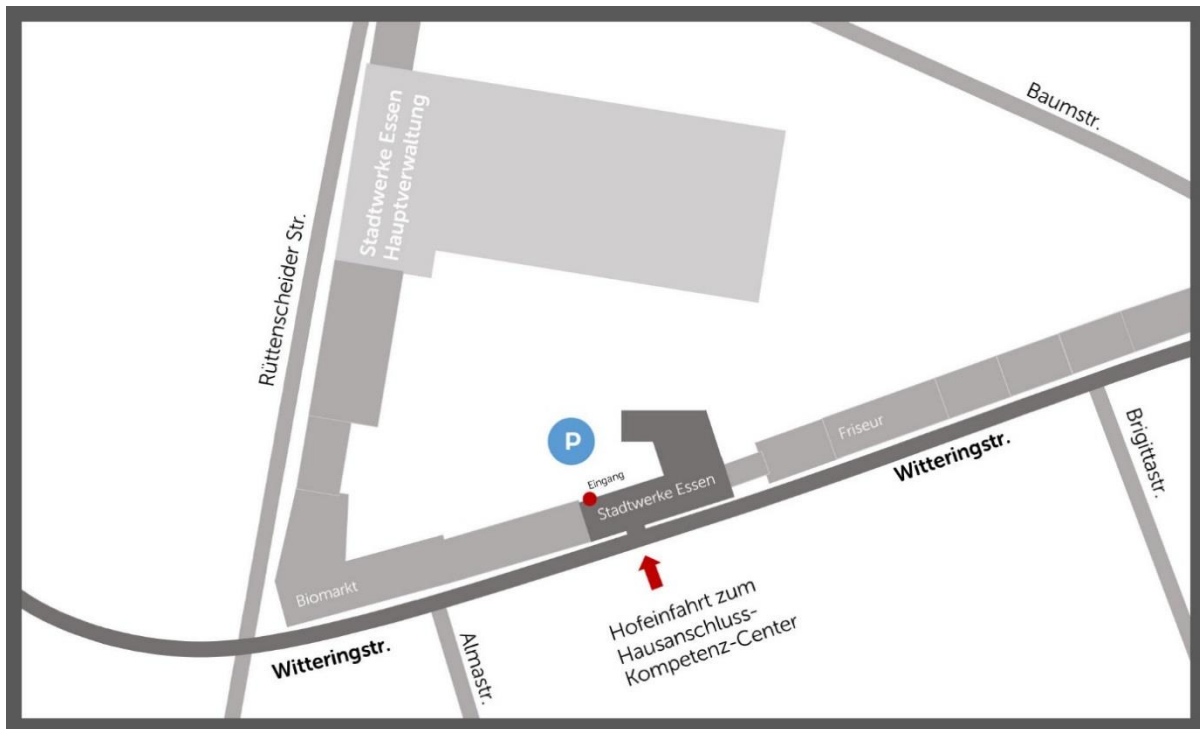 Baumstr.
Stadtwerke Essen
Hauptverwaltung
Rüttenscheider Str.
P
Eingang
Stadtwerke Essen
Friseur
Witteringstr.
Brigittastr.
Biomarkt
Witteringstr.
Almastr.
Hofeinfahrt zum
Hausanschluss-
Kompetenz-Center